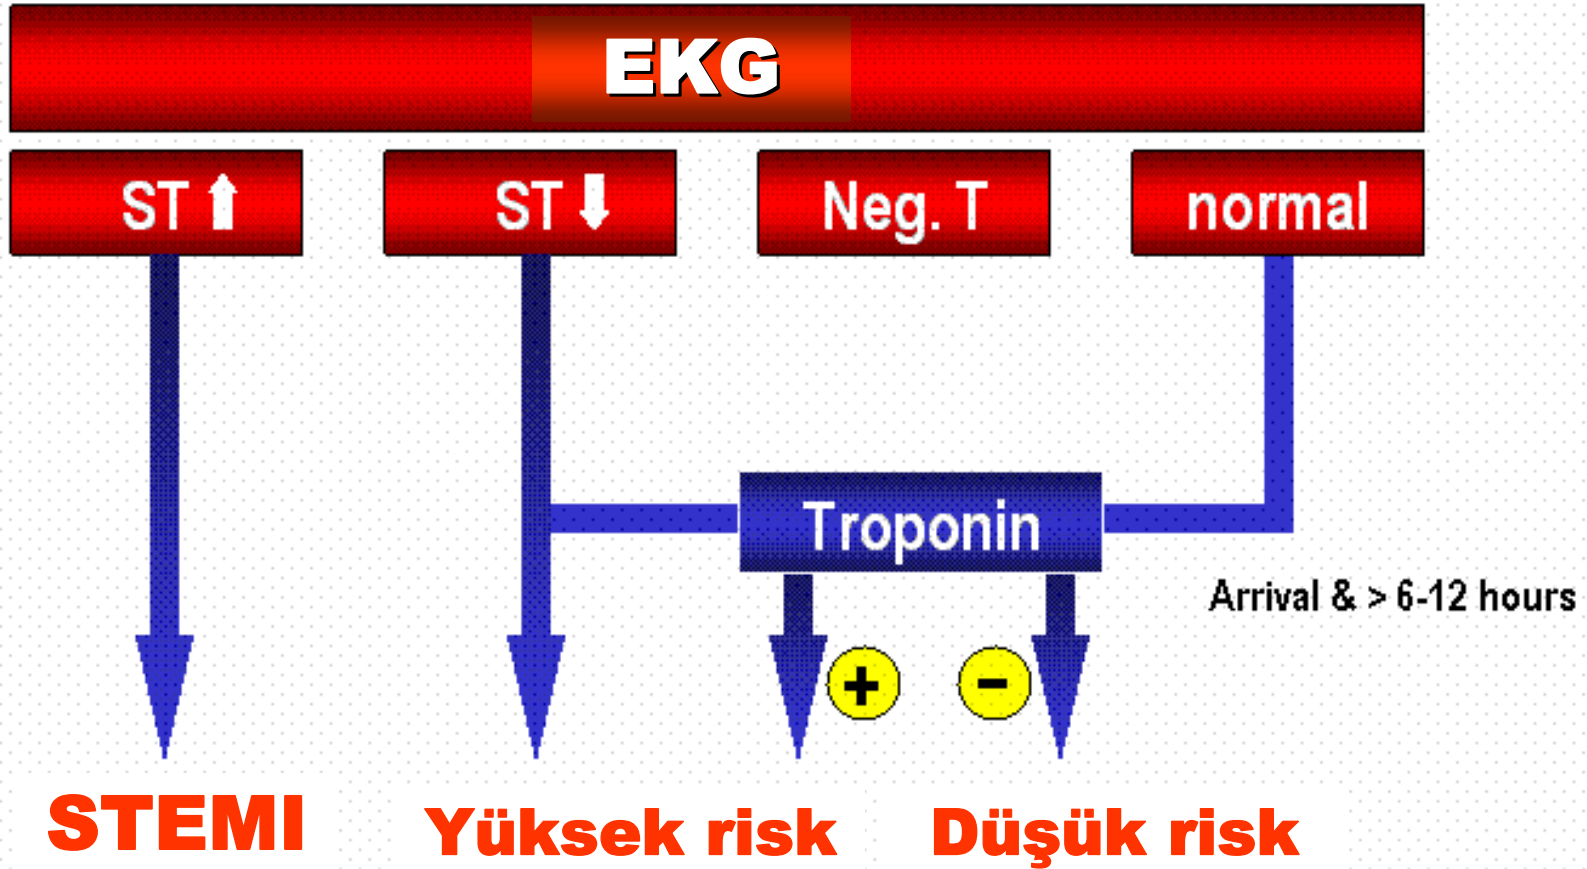 EKG
ST
ST
Neg. T
normal
Troponin
Arrival & > 6-12 hours
+
-
STEMI
Yüksek risk
Düşük risk